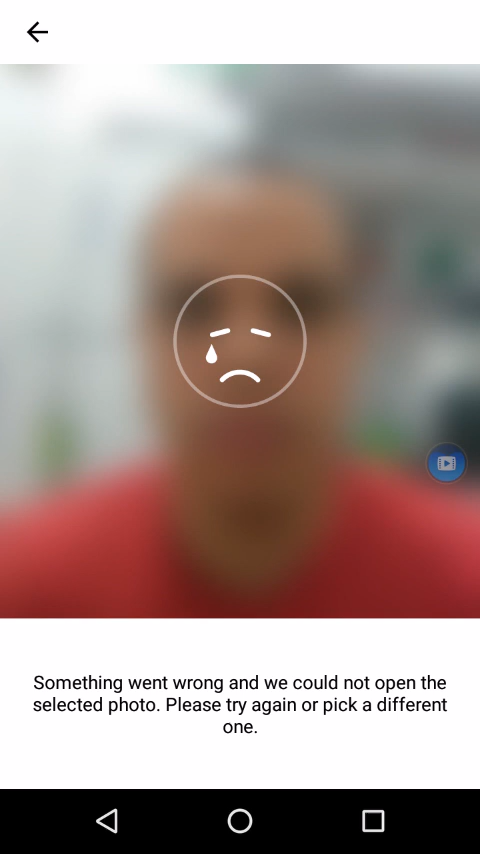 Something went wrong and we could not open the
selected photo. Please try again or pick a different
one.